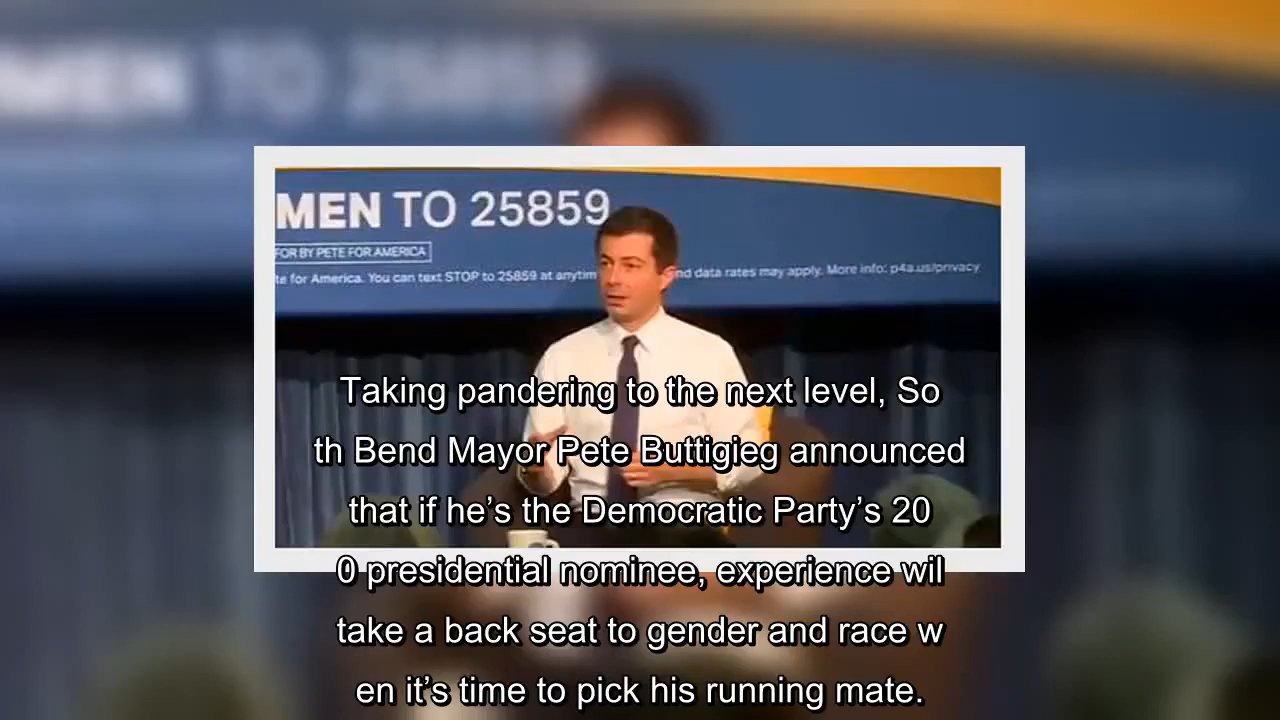 MEN TO 25859
MEN TO 25859
FOR BY PETE FOR AMERICA
te for America. You can text STOP to 25859 at anytim nd data rates may apply. More info: p4a.us/privacy
Taking pandering to the next level, So
th Bend Mayor Pete Buttigieg announced
that if he’s the Democratic Party’s 20
0 presidential nominee, experience wil
take a back seat to gender and race w
en it’s time to pick his running mate.